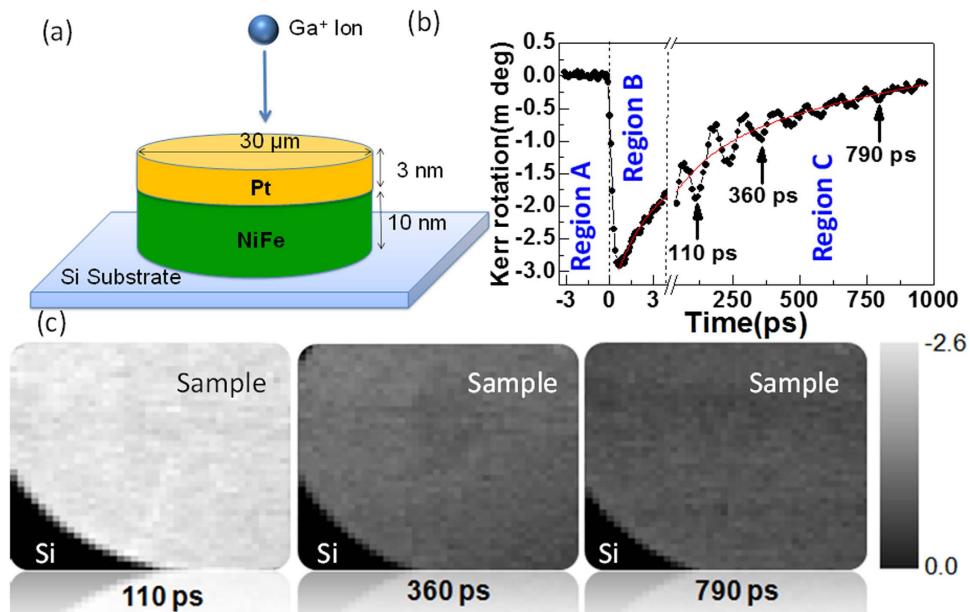 (a)
Ga+ Ion
30 µm
3 nm
Pt
10 nm
NiFe
Si Substrate
(b)
Kerr rotation(m deg)
0.5
0.0
-0.5
-1.0
-1.5
-2.0
-2.5
-3.0
Region A
Region B
Region C
110 ps
360 ps
790 ps
-3 0 3 250 500 750 1000
Time(ps)
(c)
Sample
Si
110 ps
Sample
360 ps
Sample
Si
790 ps
-2.6
0.0